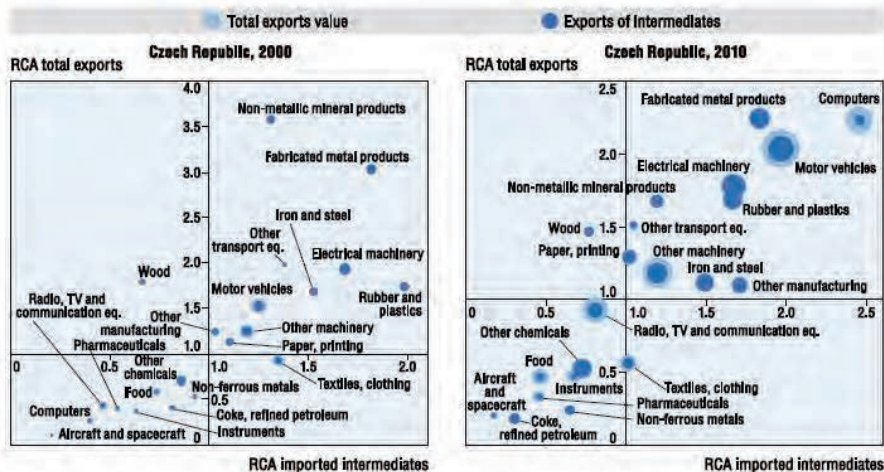 Total exports value
Exports of Intermediates
Czech Republic, 2000
RCA total exports
4.0
3.5
3.0
2.5
2.0
1.5
1.0
0.5
0
0.5
1.0
1.5
2.0
Non-metallic mineral products
Fabricated metal products
Iron and steel
Other
transport eq.
Electrical machinery
Wood
Motor vehicles
Rubber and
plastics
Radio, TV and
communication eq.
Other
manufacturing
Other machinery
Pharmaceuticals
Paper, printing
Other
chemicals
Textiles, clothing
Food
Non-ferrous metals
Computers
Coke, refined petroleum
Aircraft and spacecraft
Instruments
RCA imported intermediates
Czech Republic, 2010
RCA total exports
2.5
2.0
1.5
1.0
0.5
0
0.5
1.0
1.5
2.0
2.5
Fabricated metal products
Computers
Electrical machinery
Motor vehicles
Non-metallic mineral products
Rubber and plastics
Wood
Other transport eq.
Paper, printing
Other machinery
Iron and steel
Other manufacturing
Radio, TV and communication eq.
Other chemicals
Food
Textiles, clothing
Aircraft
and
spacecraft
Instruments
Pharmaceuticals
Non-ferrous metals
Coke,
refined petroleum
RCA imported intermediates